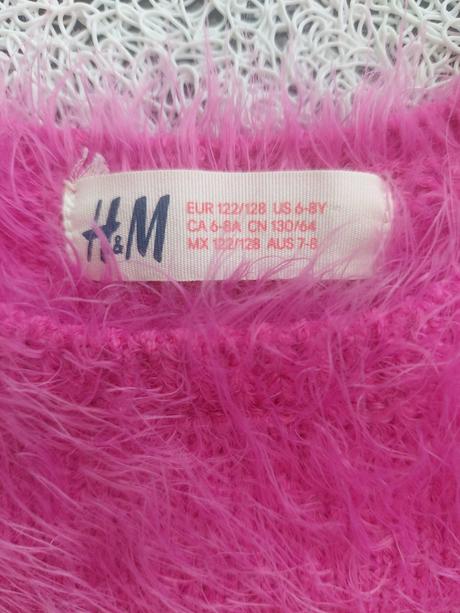 H&M
EUR 122/128 US 6-8Y
CA 6-8A CN 130/64
MX 122/128 AUS 7-8